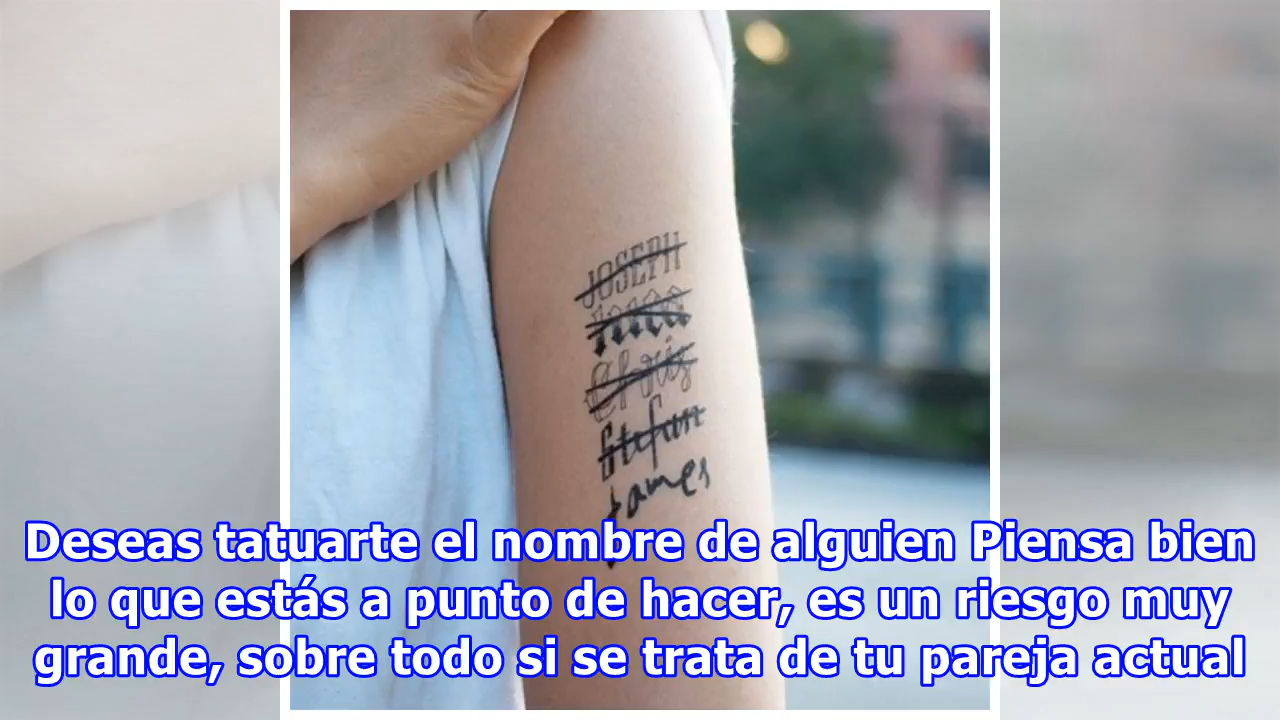 JOSEPH
Chris
Stefan
James
Deseas tatuarte el nombre de alguien Piensa bien
lo que estás a punto de hacer, es un riesgo muy
grande, sobre todo si se trata de tu pareja actual